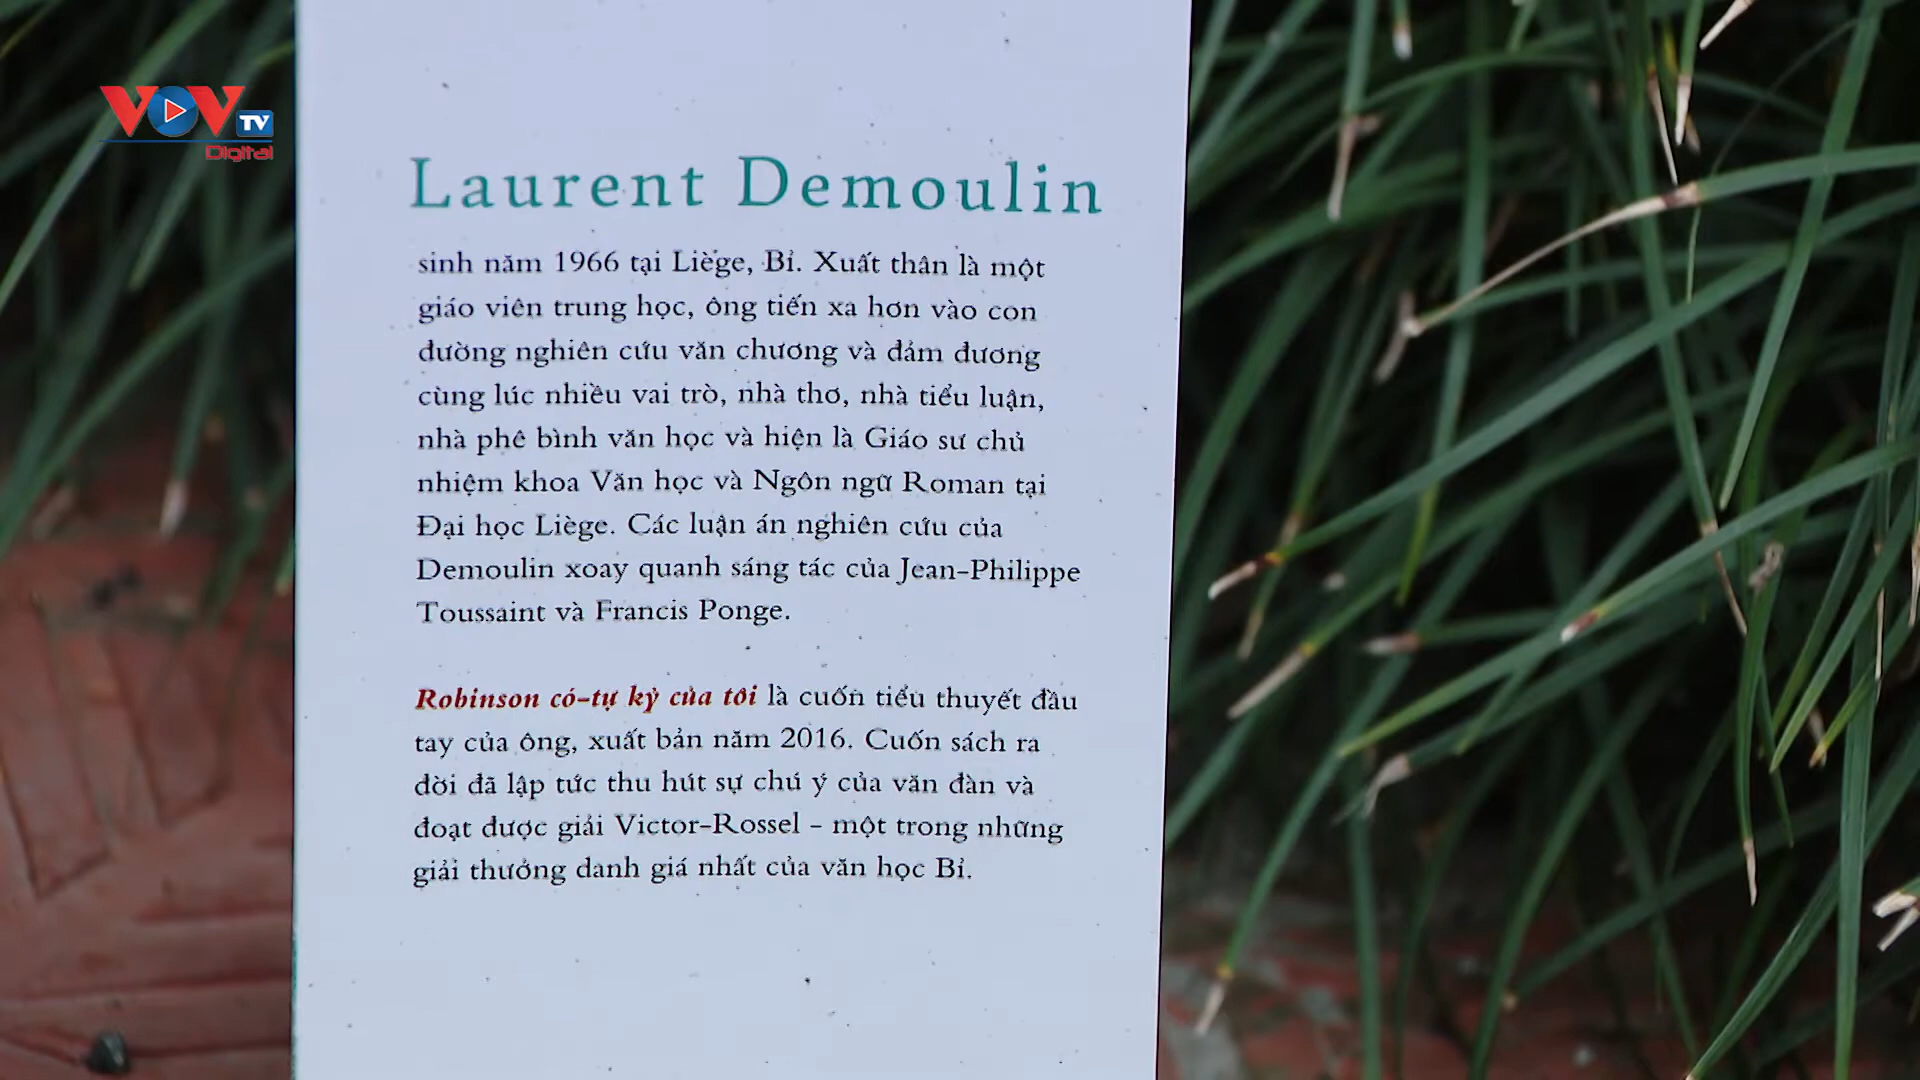 VOV TV
Digital
Laurent Demoulin
sinh năm 1966 tại Liège, Bỉ. Xuất thân là một
giáo viên trung học, ông tiến xa hơn vào con
đường nghiên cứu văn chương và đảm đương
cùng lúc nhiều vai trò, nhà thơ, nhà tiểu luận,
nhà phê bình văn học và hiện là Giáo sư chủ
nhiệm khoa Văn học và Ngôn ngữ Roman tại
Đại học Liège. Các luận án nghiên cứu của
Demoulin xoay quanh sáng tác của Jean-Philippe
Toussaint và Francis Ponge.
Robinson có-tự kỷ của tôi là cuốn tiểu thuyết đầu
tay của ông, xuất bản năm 2016. Cuốn sách ra
đời đã lập tức thu hút sự chú ý của văn đàn và
đoạt được giải Victor-Rossel - một trong những
giải thưởng danh giá nhất của văn học Bỉ.